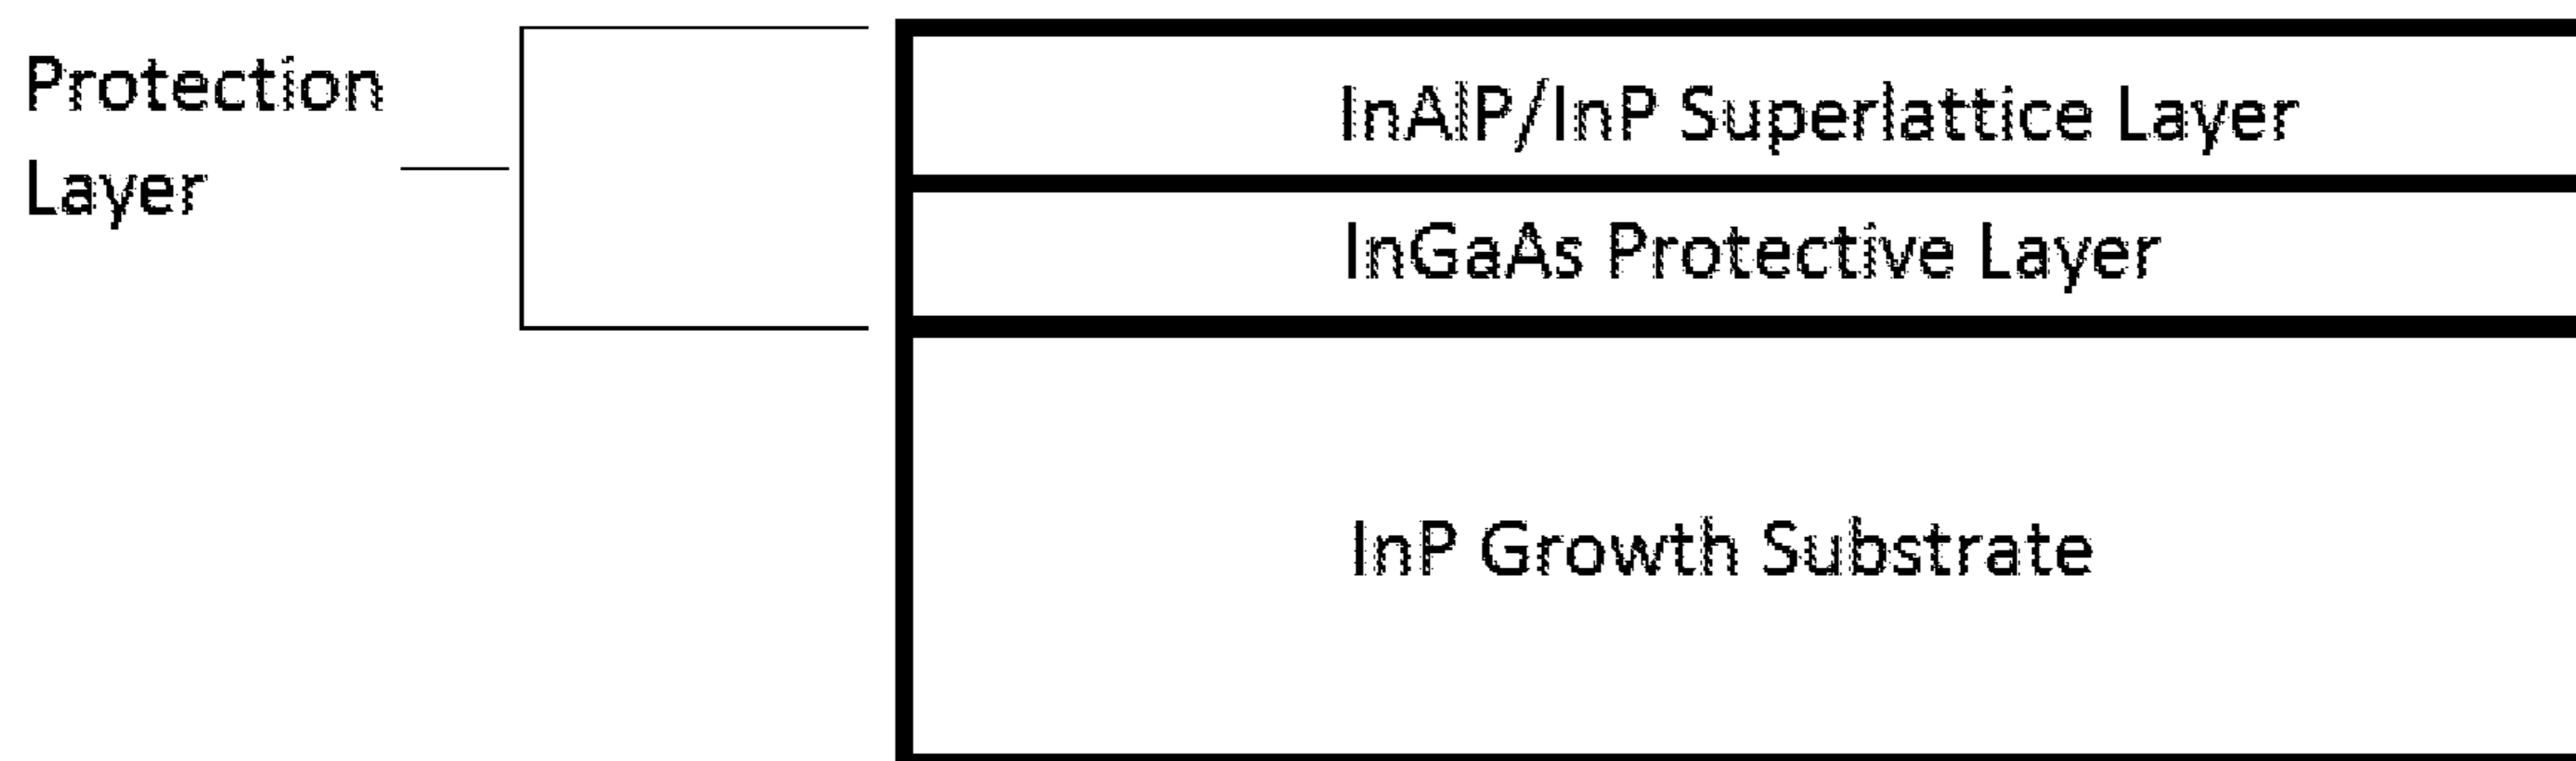 Protection
Layer
InAlP/InP Superlattice Layer
InGaAs Protective Layer
InP Growth Substrate